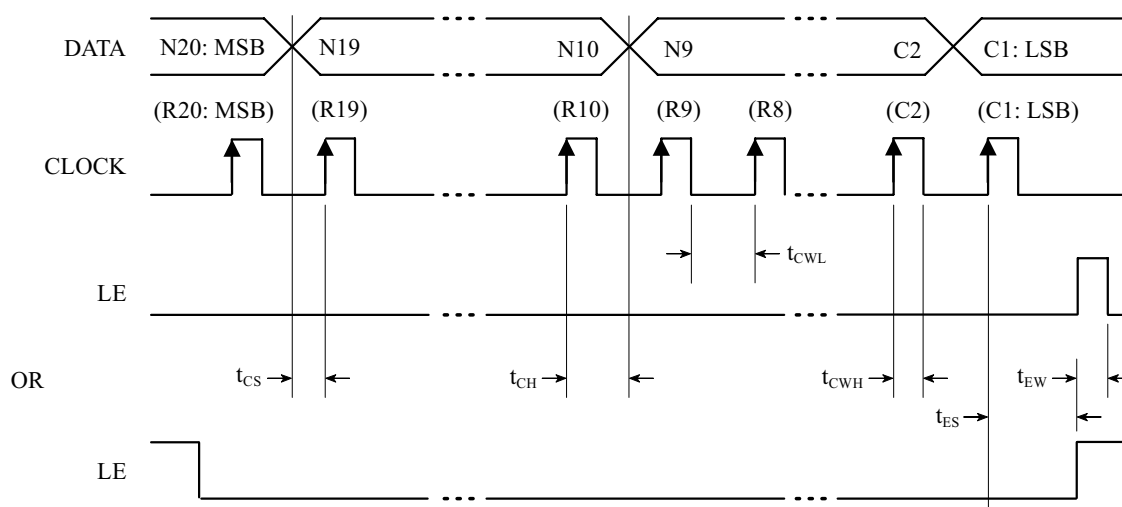 DATA N20: MSB N19 N10 N9 C2 C1: LSB
(R20: MSB) (R19) (R10) (R9) (R8) (C2) (C1: LSB)
CLOCK
tCWL
LE
OR tCS tCH tCWH tEW
tES
LE